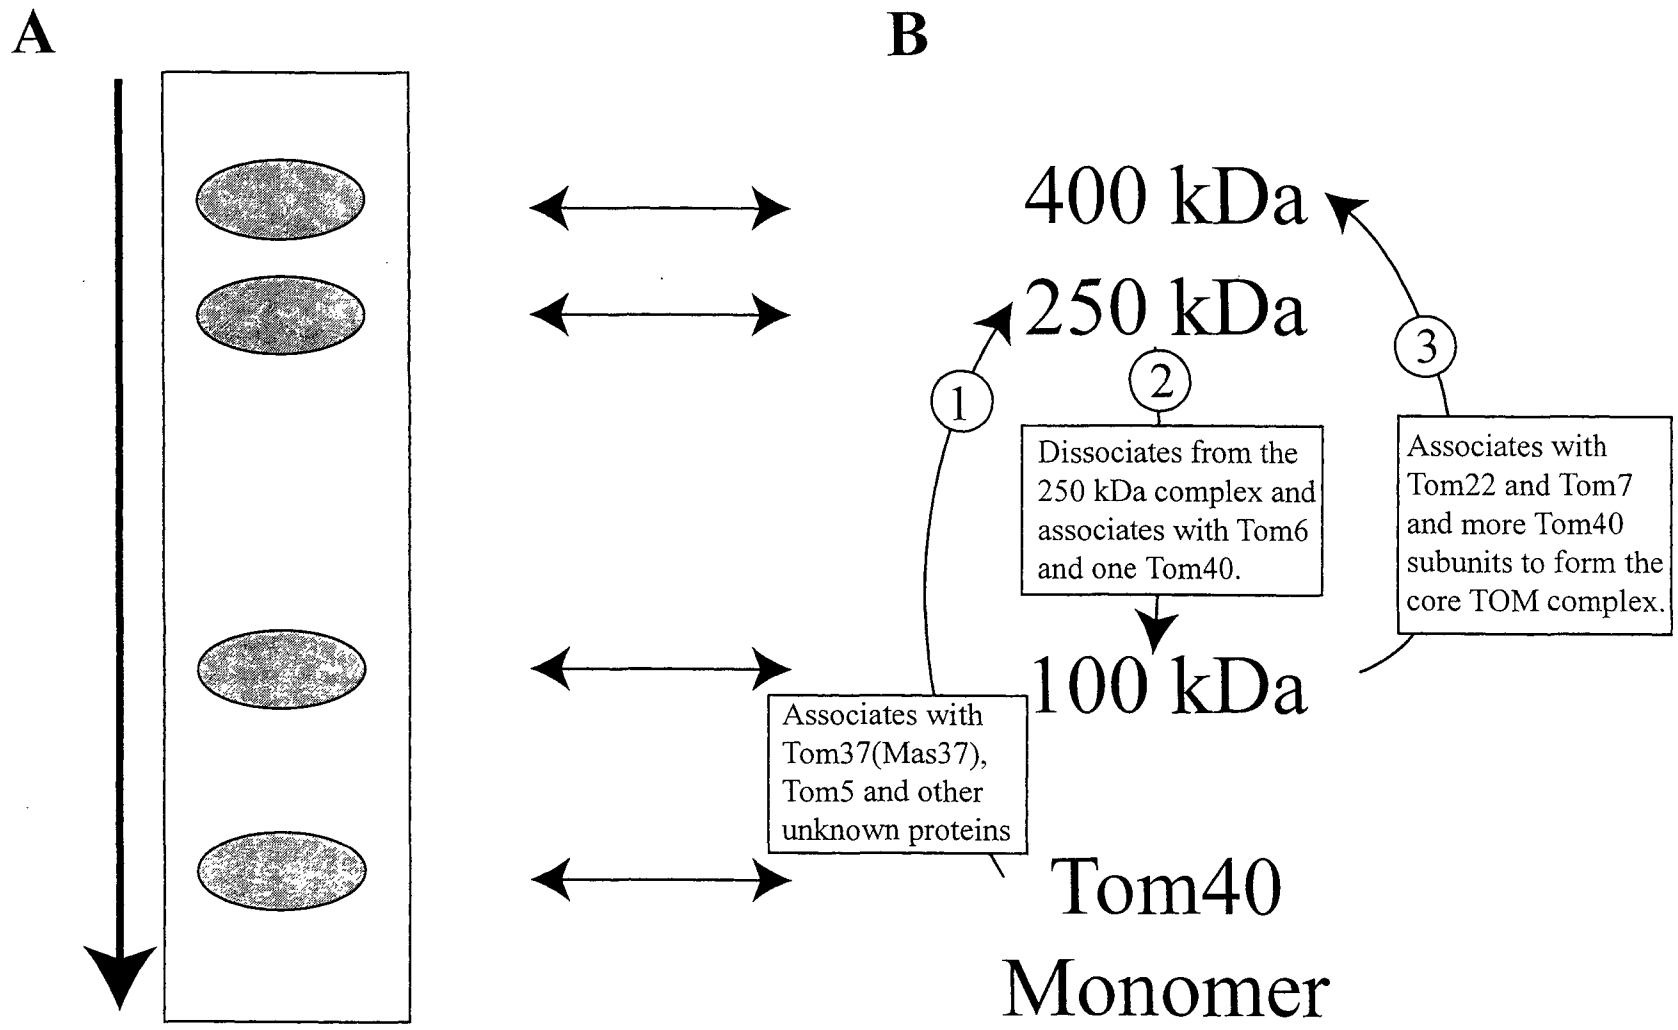 A
B
400 kDa
250 kDa
1
2
3
Dissociates from the
250 kDa complex and
associates with Tom6
and one Tom40.
Associates with
Tom22 and Tom7
and more Tom40
subunits to form the
core TOM complex.
100 kDa
Associates with
Tom37(Mas37),
Tom5 and other
unknown proteins
Tom40
Monomer